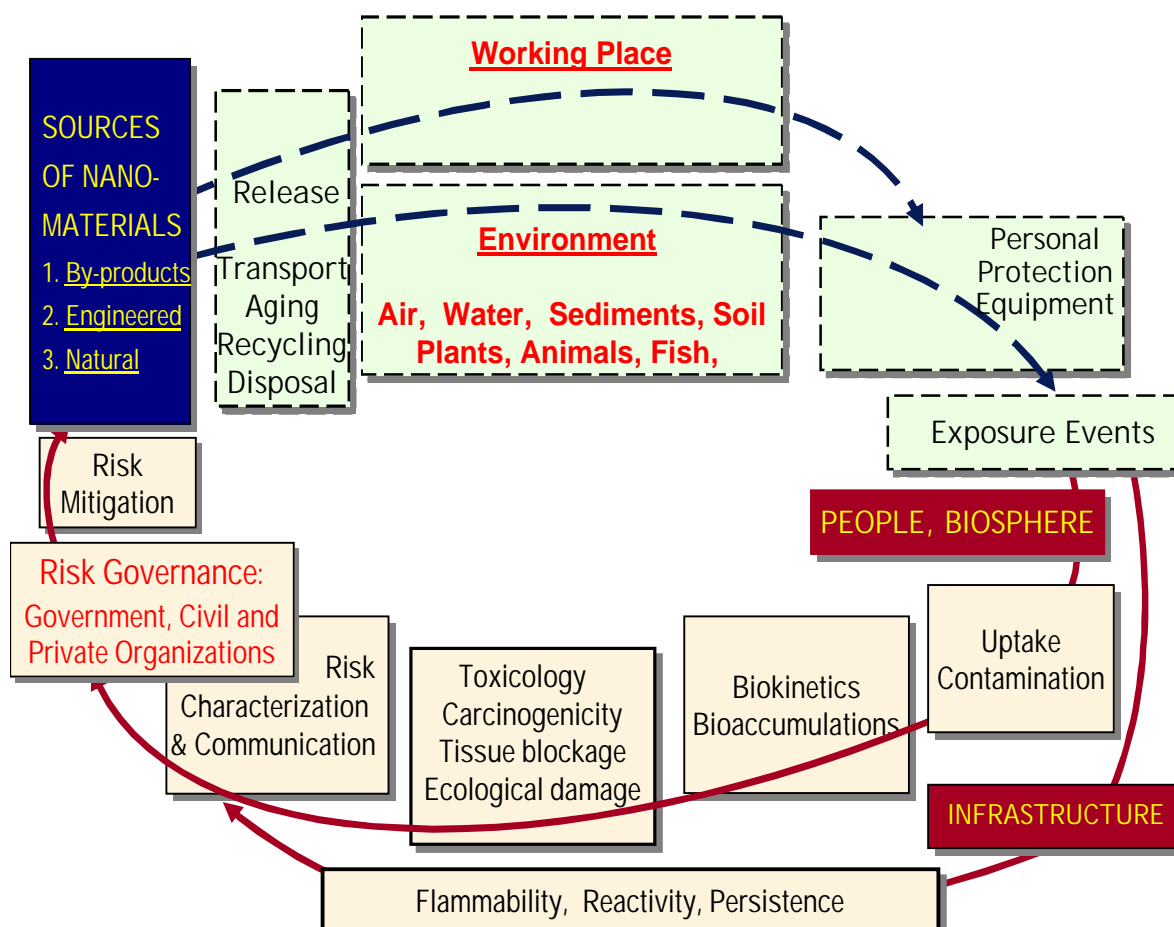 SOURCES
OF NANO-
MATERIALS
1. By-products
2. Engineered
3. Natural
Release
Transport
Aging
Recycling
Disposal
Working Place
Environment
Air, Water, Sediments, Soil
Plants, Animals, Fish,
Personal
Protection
Equipment
Exposure Events
PEOPLE, BIOSPHERE
Uptake
Contamination
Biokinetics
Bioaccumulations
Toxicology
Carcinogenicity
Tissue blockage
Ecological damage
INFRASTRUCTURE
Flammability, Reactivity, Persistence
Risk
Characterization
& Communication
Risk Governance:
Government, Civil and
Private Organizations
Risk
Mitigation